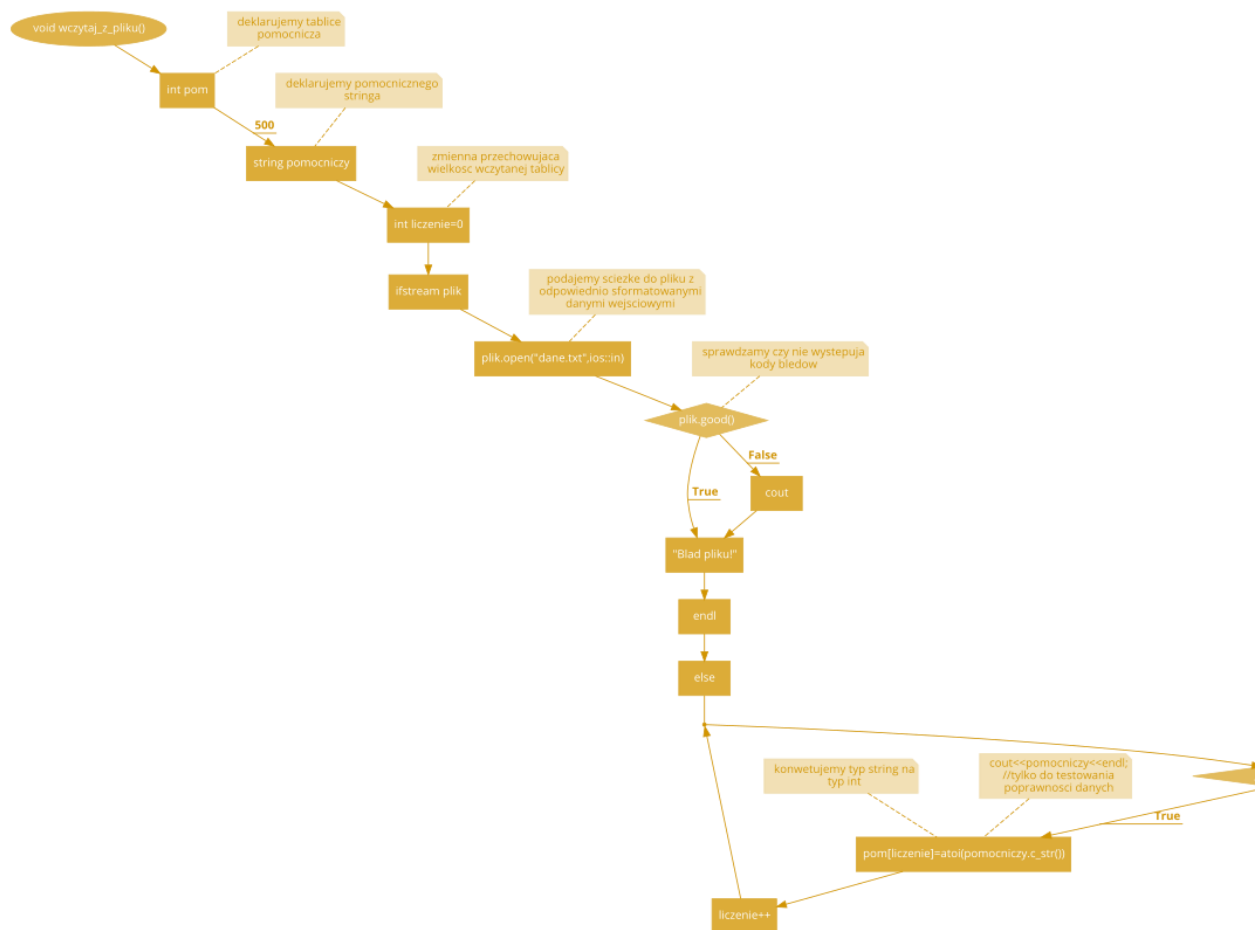 void wczytaj_z_pliku()
deklarujemy tablice
pomocnicza
int pom
deklarujemy pomocnicznego
stringa
500
string pomocniczy
zmienna przechowujaca
wielkosc wczytanej tablicy
int liczenie=0
ifstream plik
podajemy sciezke do pliku z
odpowiednio sformatowanymi
danymi wejsciowymi
plik.open("dane.txt",ios::in)
sprawdzamy czy nie wystepuja
kody bledow
plik.good()
False
True
cout
"Blad pliku!"
endl
else
konwetujemy typ string na
typ int
cout<<pomocniczy<<endl;
//tylko do testowania
poprawnosci danych
True
pom[liczenie]=atoi(pomocniczy.c_str())
liczenie++